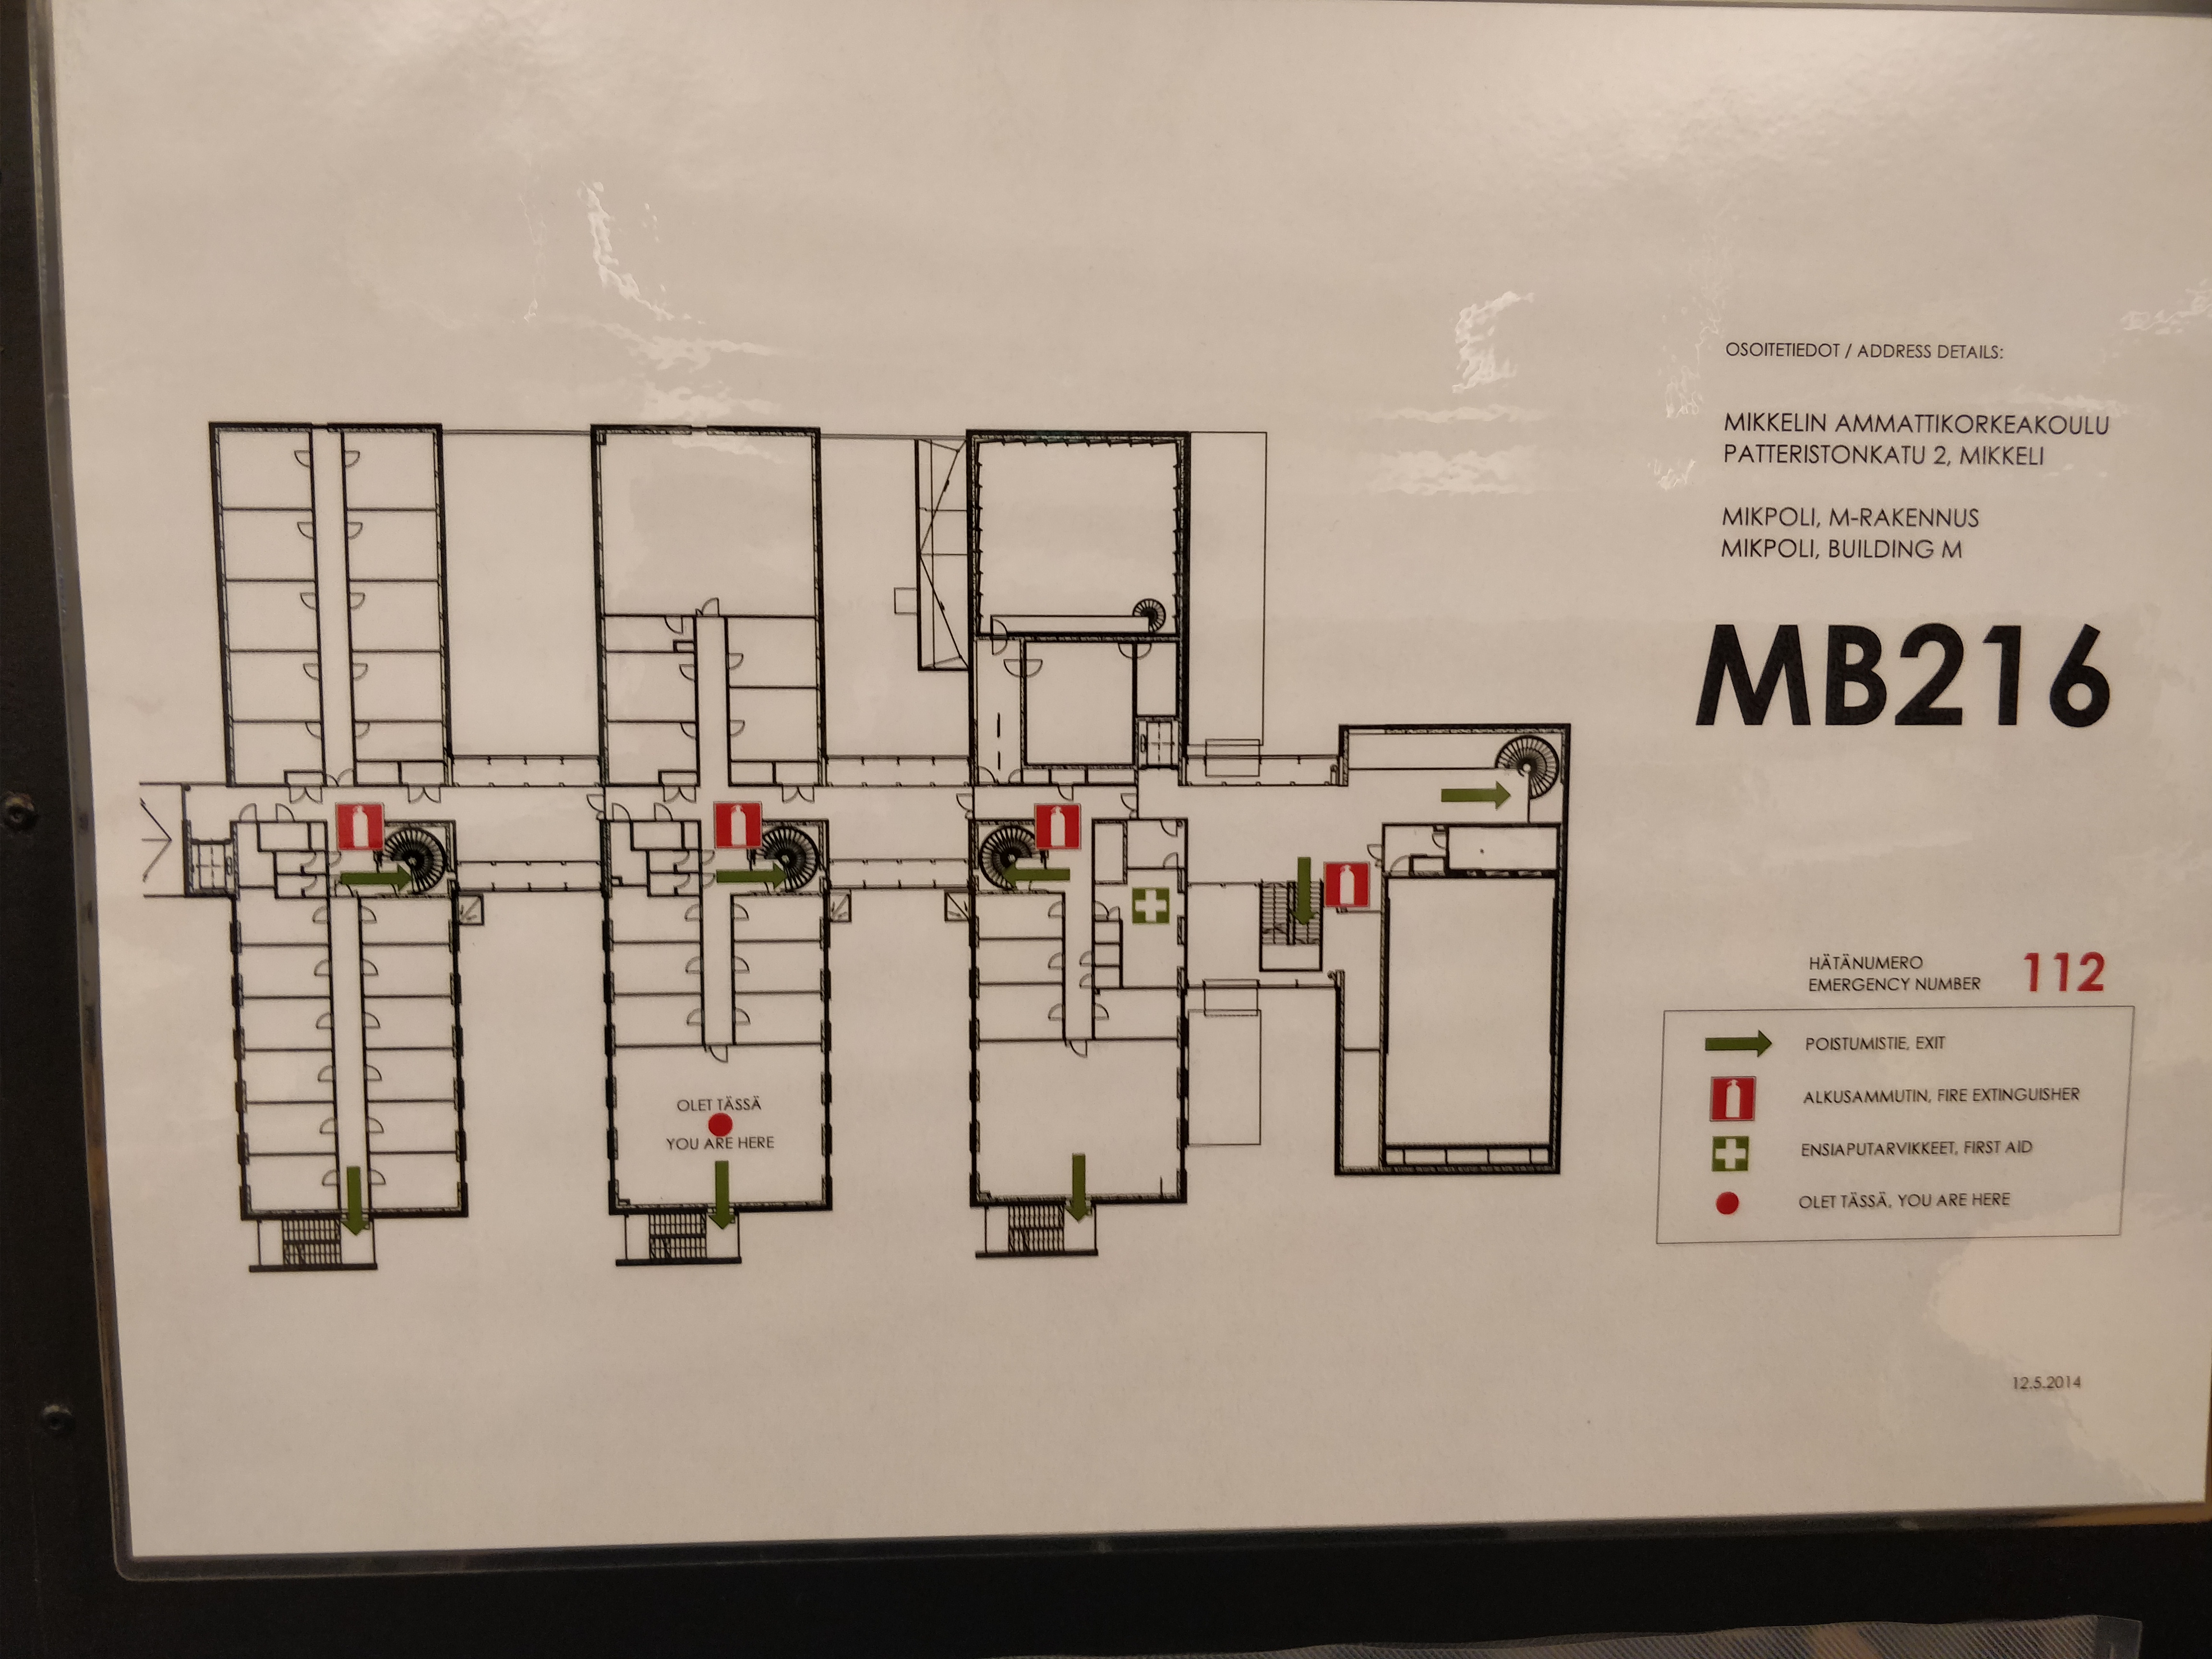 OSOITETIEDOT / ADDRESS DETAILS:
MIKKELIN AMMATTIKORKEAKOULU
PATTERISTONKATU 2, MIKKELI
MIKPOLI, M-RAKENNUS
MIKPOLI, BUILDING M
MB216
OLET TÄSSÄ
YOU ARE HERE
HÄTÄNUMERO
EMERGENCY NUMBER 112
POISTUMISTIE, EXIT
ALKUSAMMUTIN, FIRE EXTINGUISHER
ENSIAPUTARVIKKEET, FIRST AID
OLET TÄSSÄ, YOU ARE HERE
12.5.2014